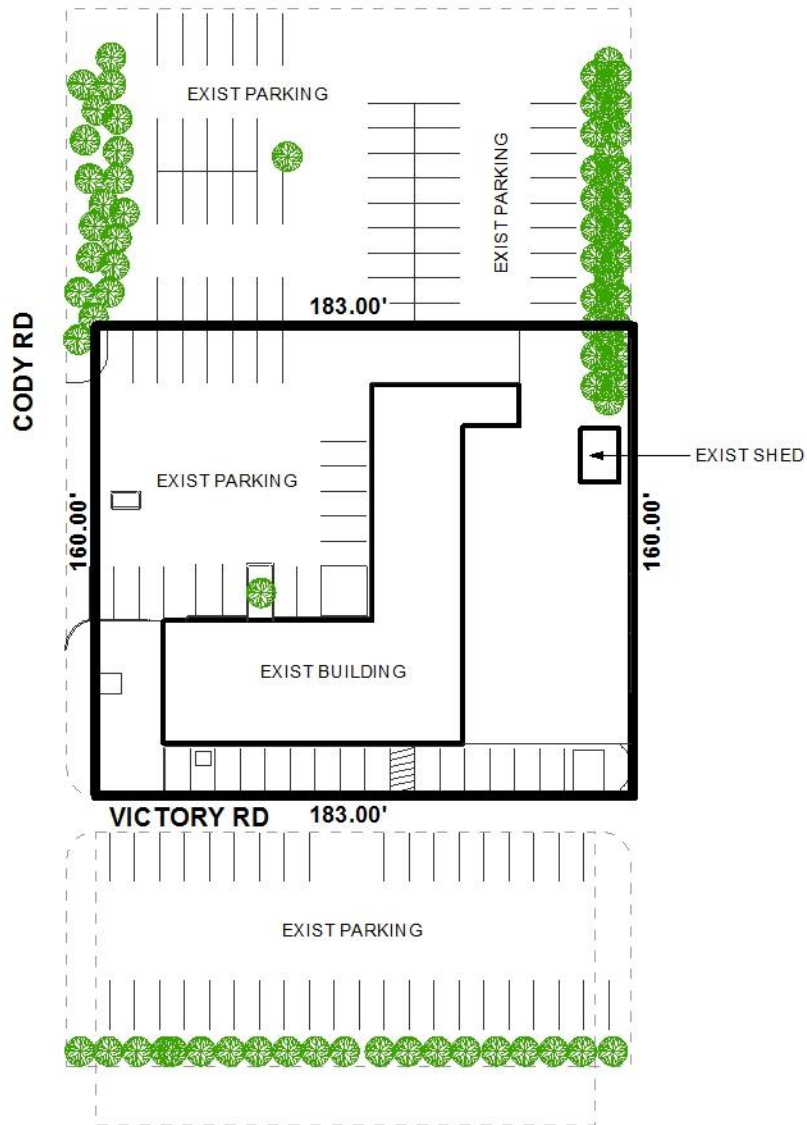 EXIST PARKING
EXIST PARKING
183.00'
CODY RD
EXIST PARKING
EXIST SHED
160.00'
160.00'
EXIST BUILDING
VICTORY RD
183.00'
EXIST PARKING